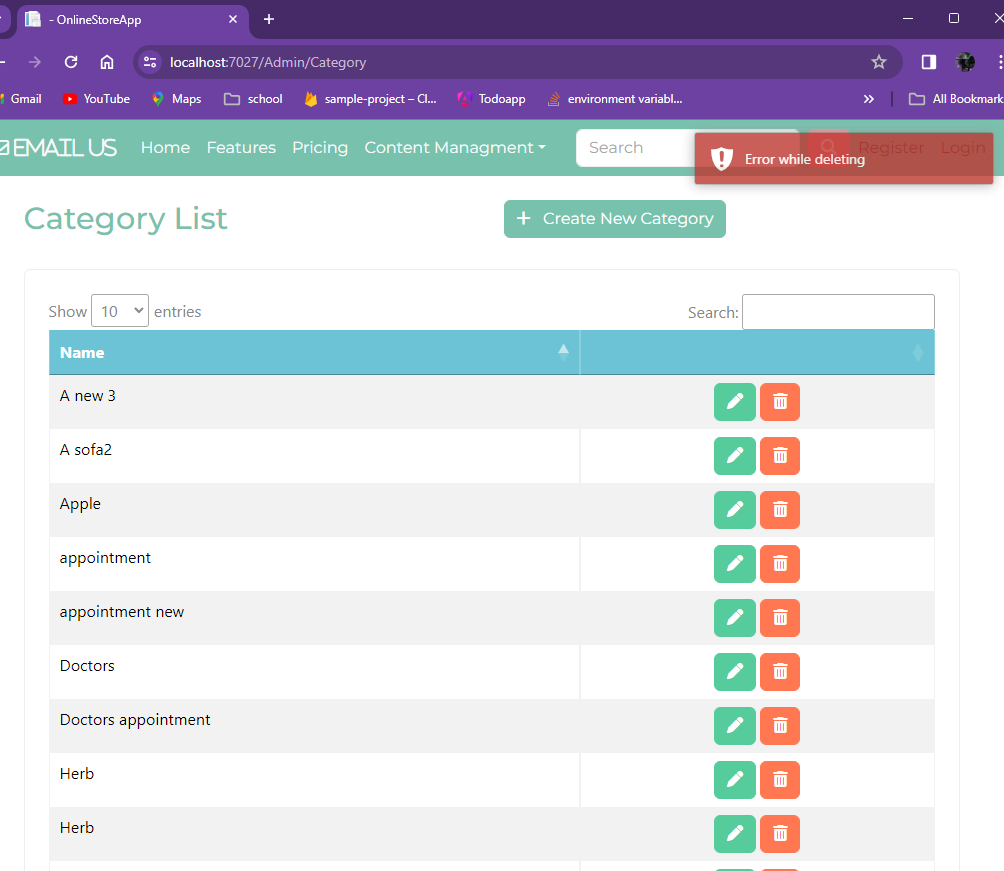 - OnlineStoreApp
localhost:7027/Admin/Category
Gmail YouTube Maps school sample-project – Cl... Todoapp environment variabl... » All Bookmark
EMAIL US Home Features Pricing Content Managment Search Register Login
Error while deleting
Category List
+ Create New Category
Show 10 entries
Search:
Name
A new 3
A sofa2
Apple
appointment
appointment new
Doctors
Doctors appointment
Herb
Herb